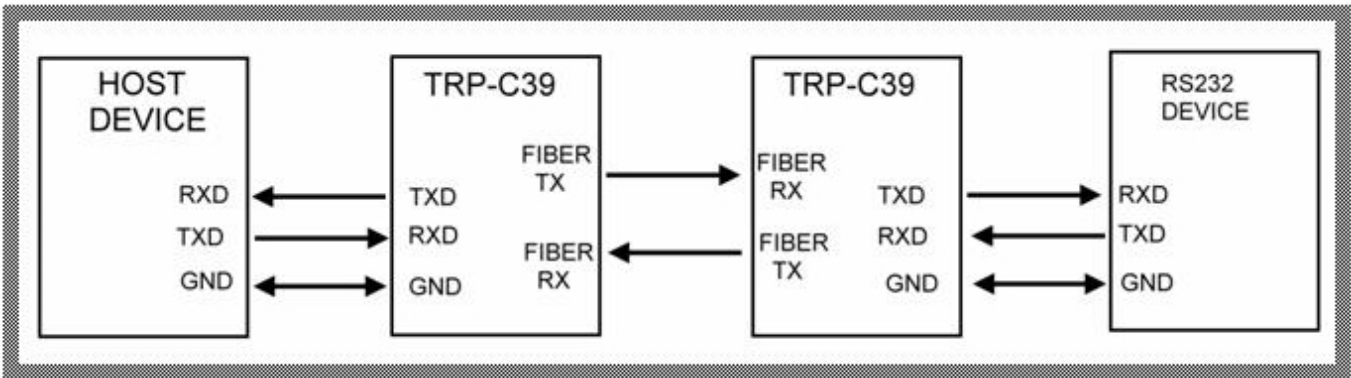 HOST
DEVICE
RXD
TXD
GND
TRP-C39
FIBER
TX
TXD
RXD
FIBER
RX
GND
TRP-C39
FIBER
RX
TXD
RXD
FIBER
TX
GND
RS232
DEVICE
RXD
TXD
GND